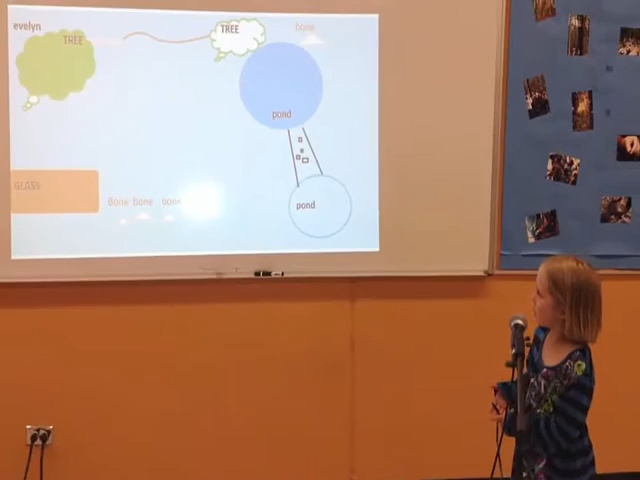 evelyn
TREE
TREE
bone
pond
GLASS
Bone bone bone
pond